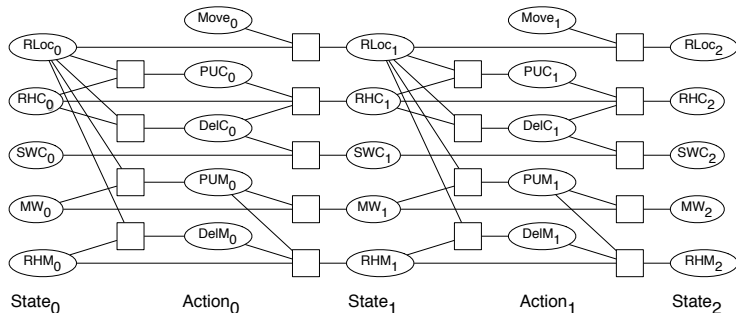 Move₀ Move₁
RLoc₀ RLoc₁ RLoc₂
PUC₀ PUC₁
RHC₀ RHC₁ RHC₂
DelC₀ DelC₁
SWC₀ SWC₁ SWC₂
PUM₀ PUM₁
MW₀ MW₁ MW₂
DelM₀ DelM₁
RHM₀ RHM₁ RHM₂
State₀ Action₀ State₁ Action₁ State₂